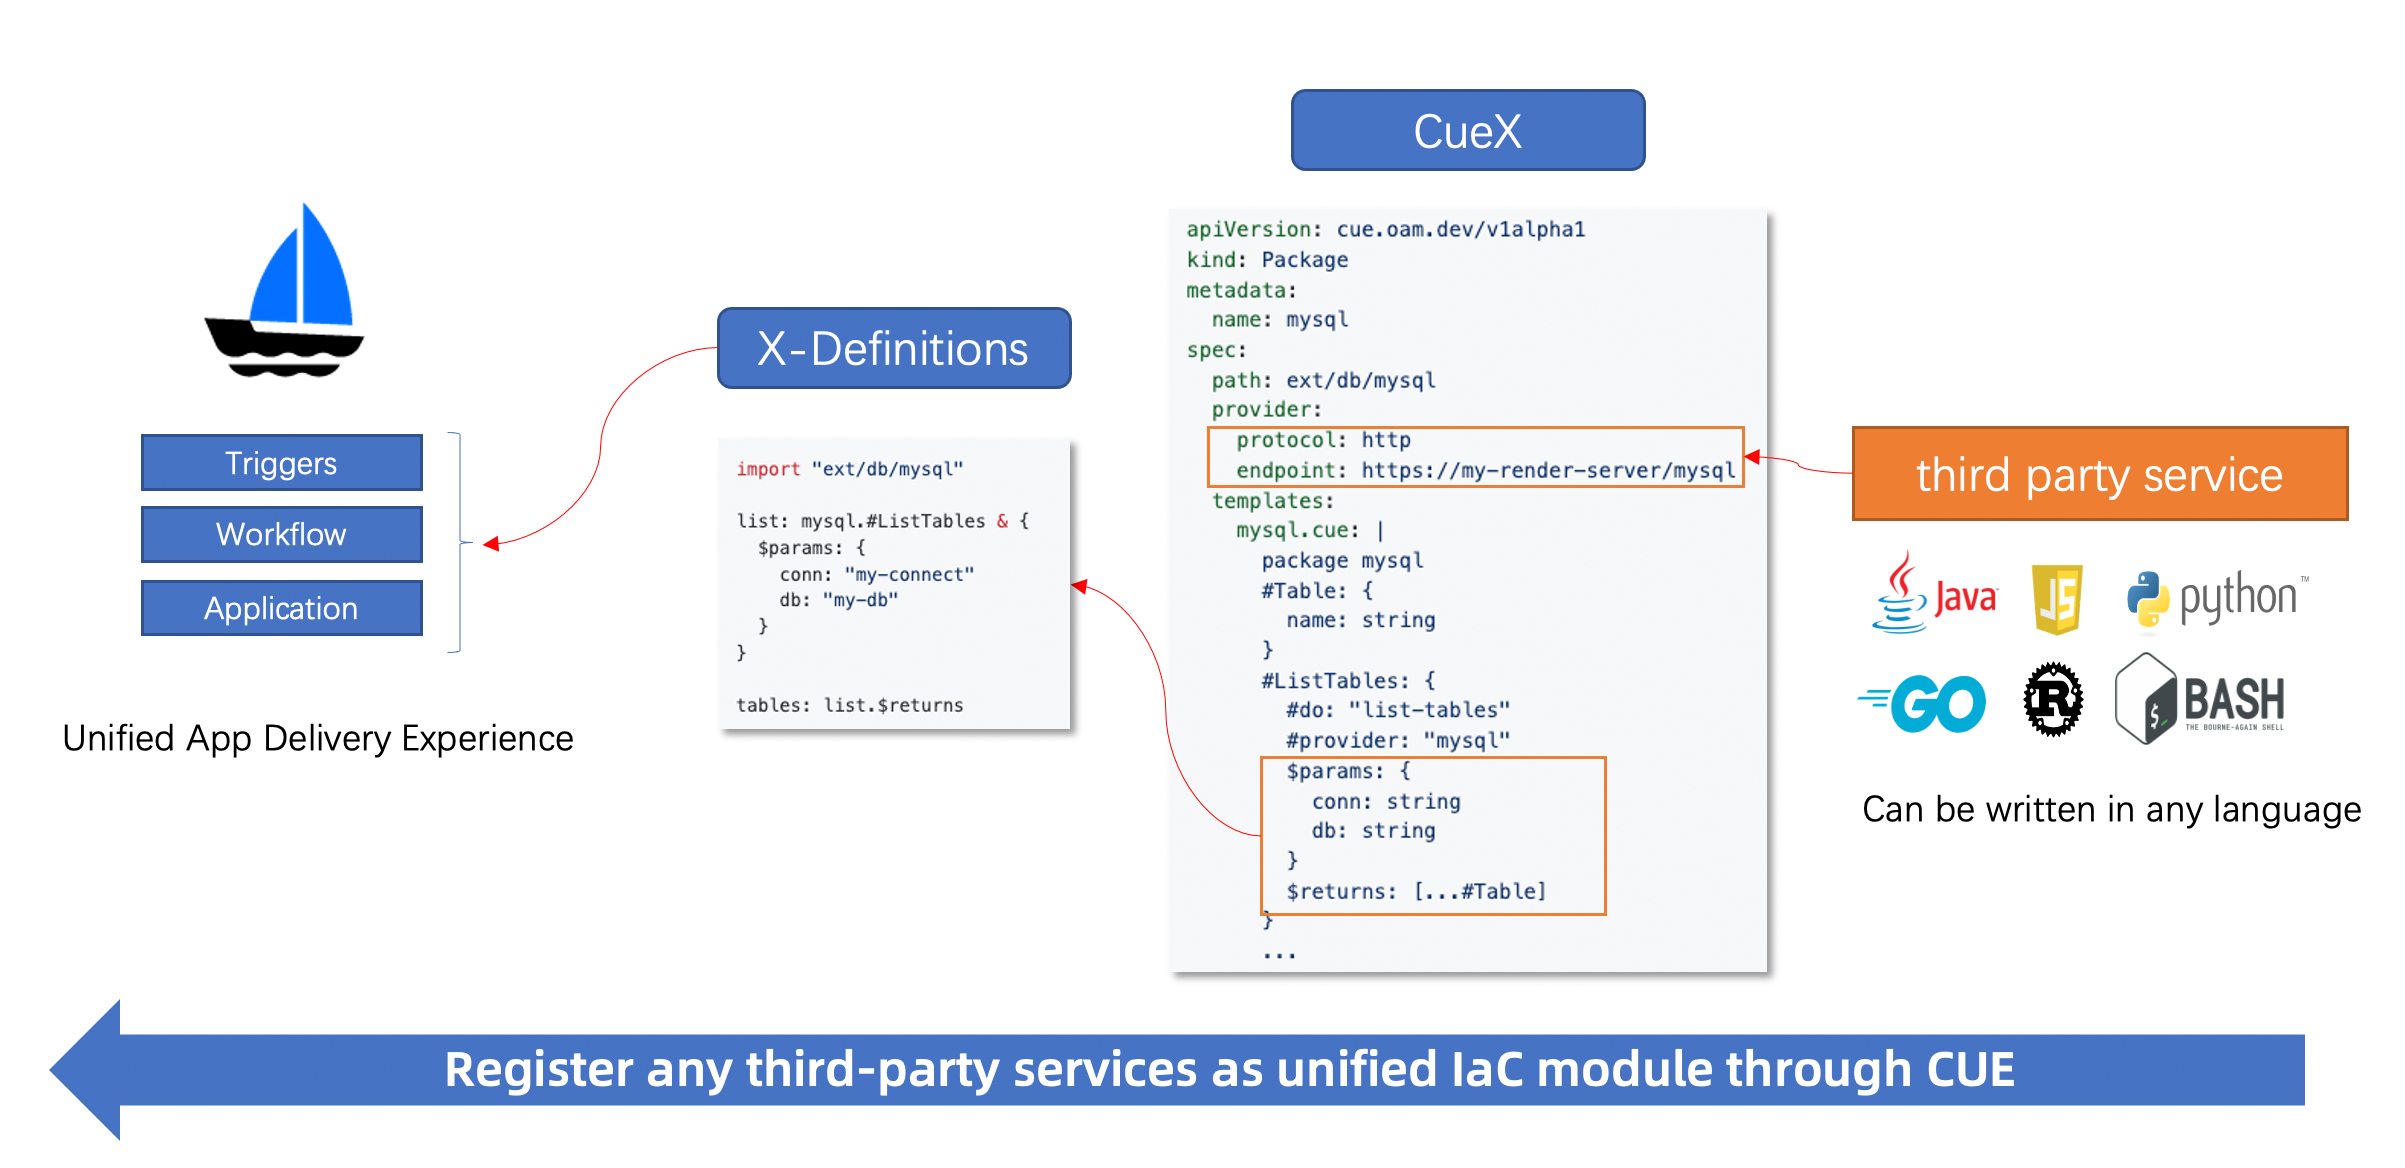 CueX
apiVersion: cue.oam.dev/v1alpha1
kind: Package
metadata:
  name: mysql
spec:
  path: ext/db/mysql
  provider:
    protocol: http
    endpoint: https://my-render-server/mysql
  templates:
    mysql.cue: |
      package mysql
      #Table: {
        name: string
      }
      #ListTables: {
        #do: "list-tables"
        #provider: "mysql"
        $params: {
          conn: string
          db: string
        }
        $returns: [...#Table]
      }
      ...
X-Definitions
import "ext/db/mysql"
list: mysql.#ListTables & {
  $params: {
    conn: "my-connect"
    db: "my-db"
  }
}
tables: list.$returns
Triggers
Workflow
Application
Unified App Delivery Experience
third party service
Java
JS
python™
GO
R
$_
BASH
THE BOURNE-AGAIN SHELL
Can be written in any language
Register any third-party services as unified IaC module through CUE